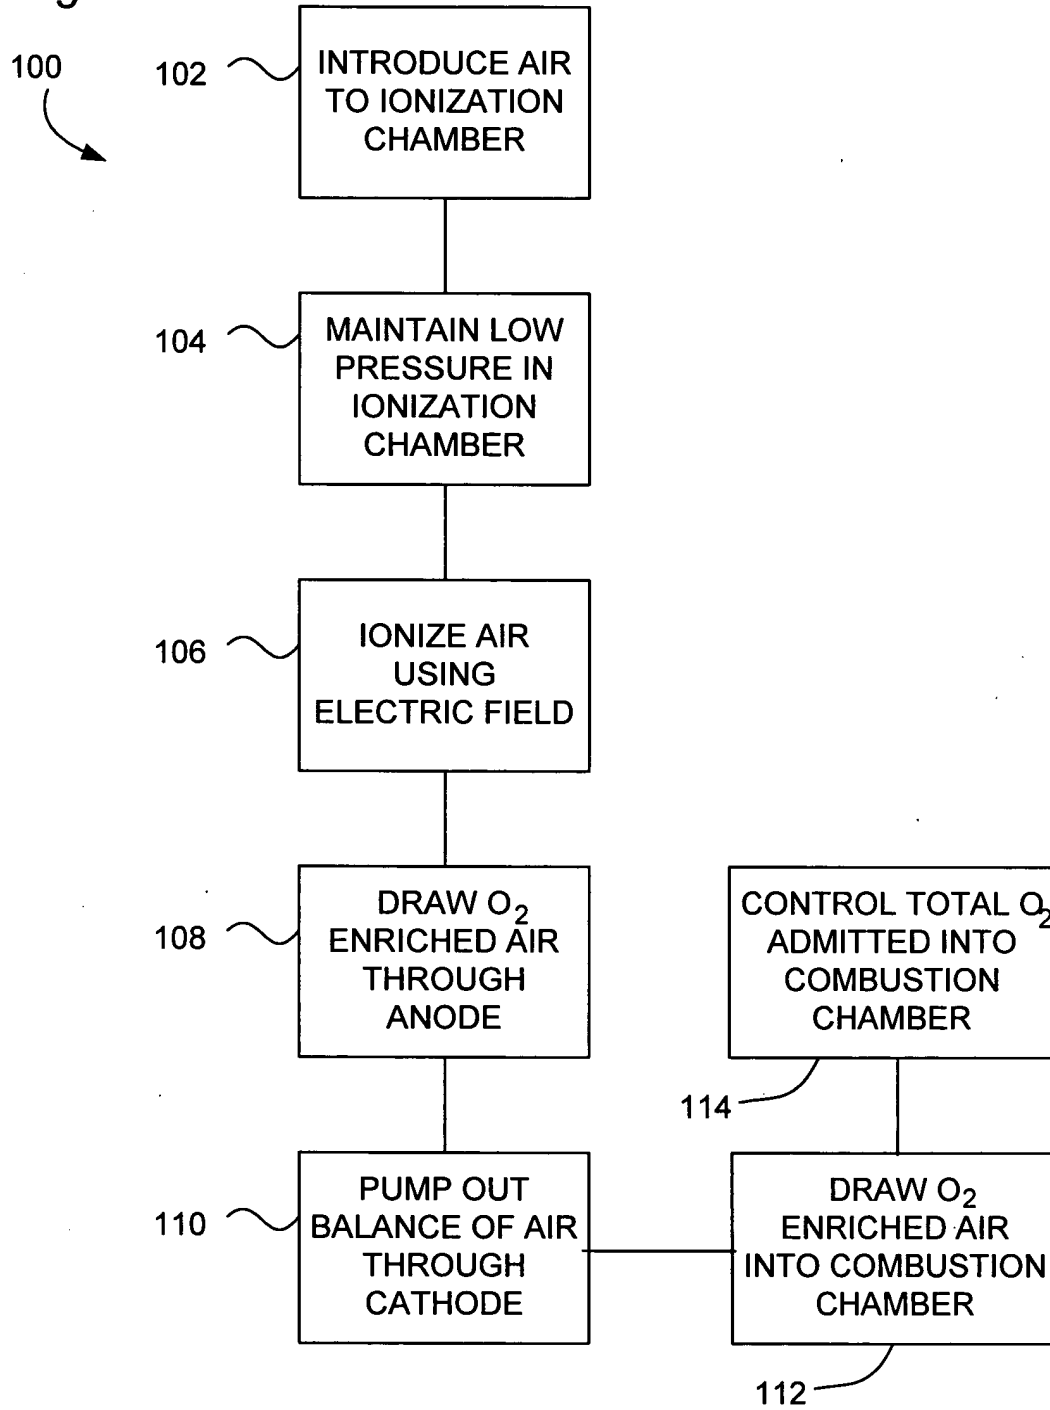 100
102
INTRODUCE AIR
TO IONIZATION
CHAMBER
104
MAINTAIN LOW
PRESSURE IN
IONIZATION
CHAMBER
106
IONIZE AIR
USING
ELECTRIC FIELD
108
DRAW O2
ENRICHED AIR
THROUGH
ANODE
110
PUMP OUT
BALANCE OF AIR
THROUGH
CATHODE
DRAW O2
ENRICHED AIR
INTO COMBUSTION
CHAMBER
112
CONTROL TOTAL O2
ADMITTED INTO
COMBUSTION
CHAMBER
114